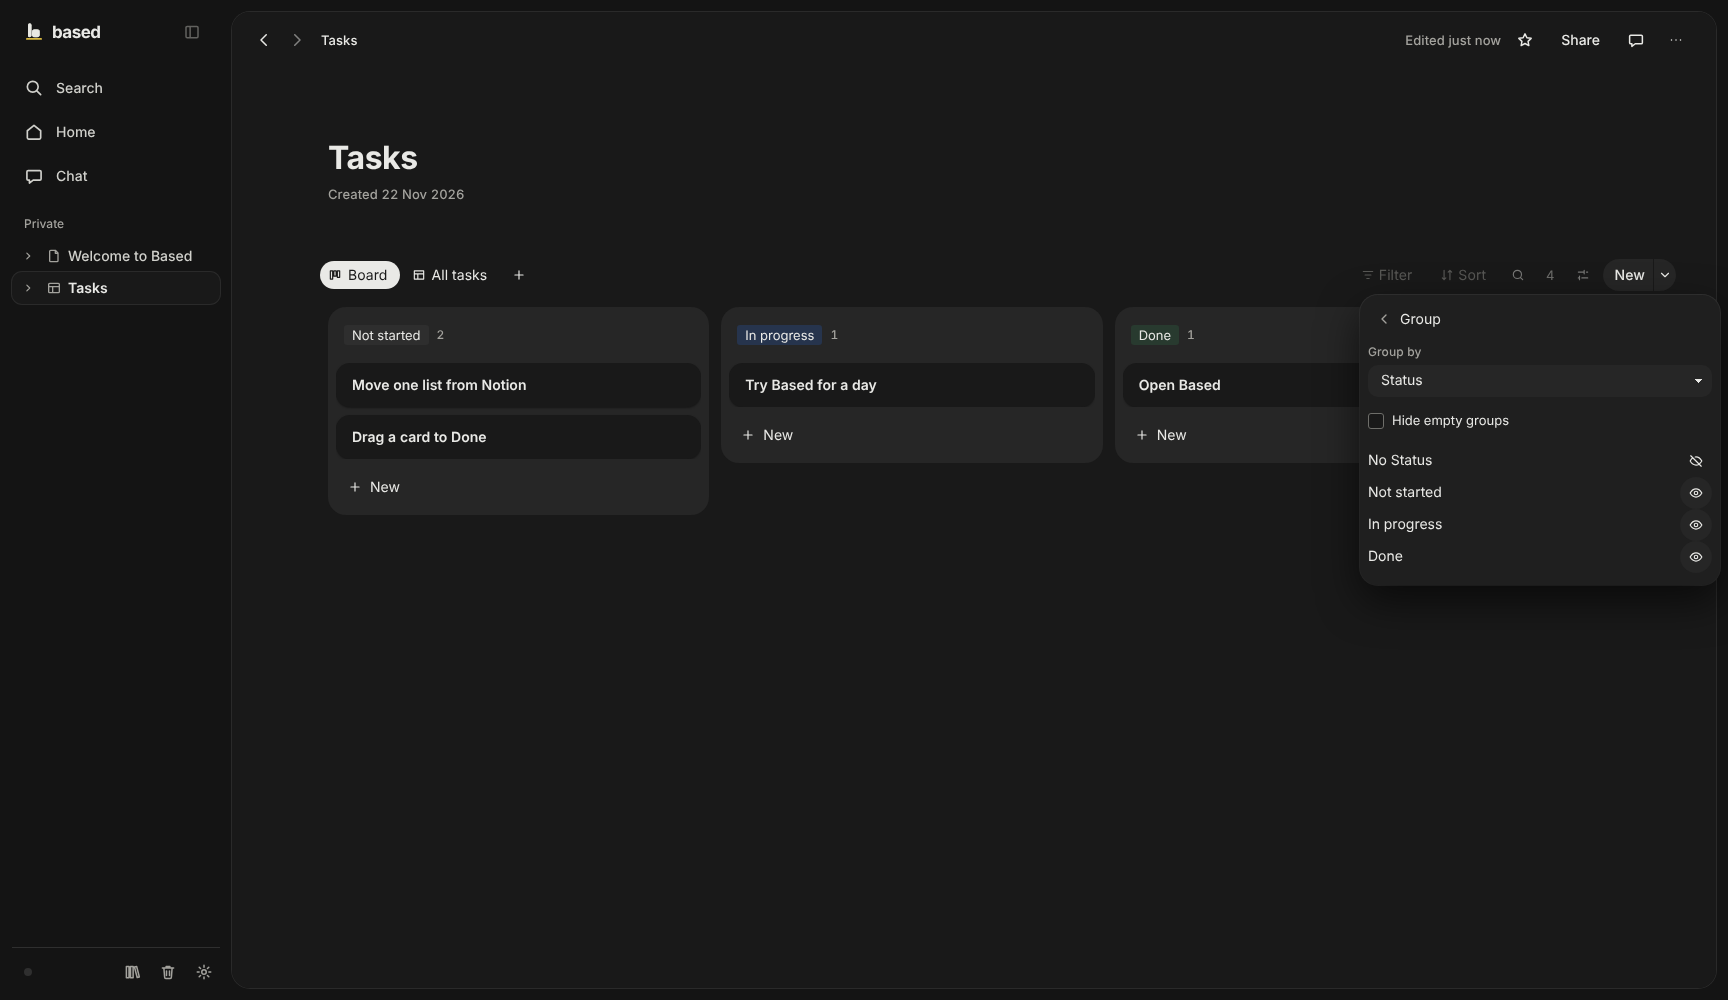 based
Search
Home
Chat
Private
Welcome to Based
Tasks
Tasks
Edited just now
Share
Tasks
Created 22 Nov 2026
Board
All tasks
Filter
Sort
4
New
Not started 2
Move one list from Notion
Drag a card to Done
New
In progress 1
Try Based for a day
New
Done 1
Open Based
New
Group
Group by
Status
Hide empty groups
No Status
Not started
In progress
Done